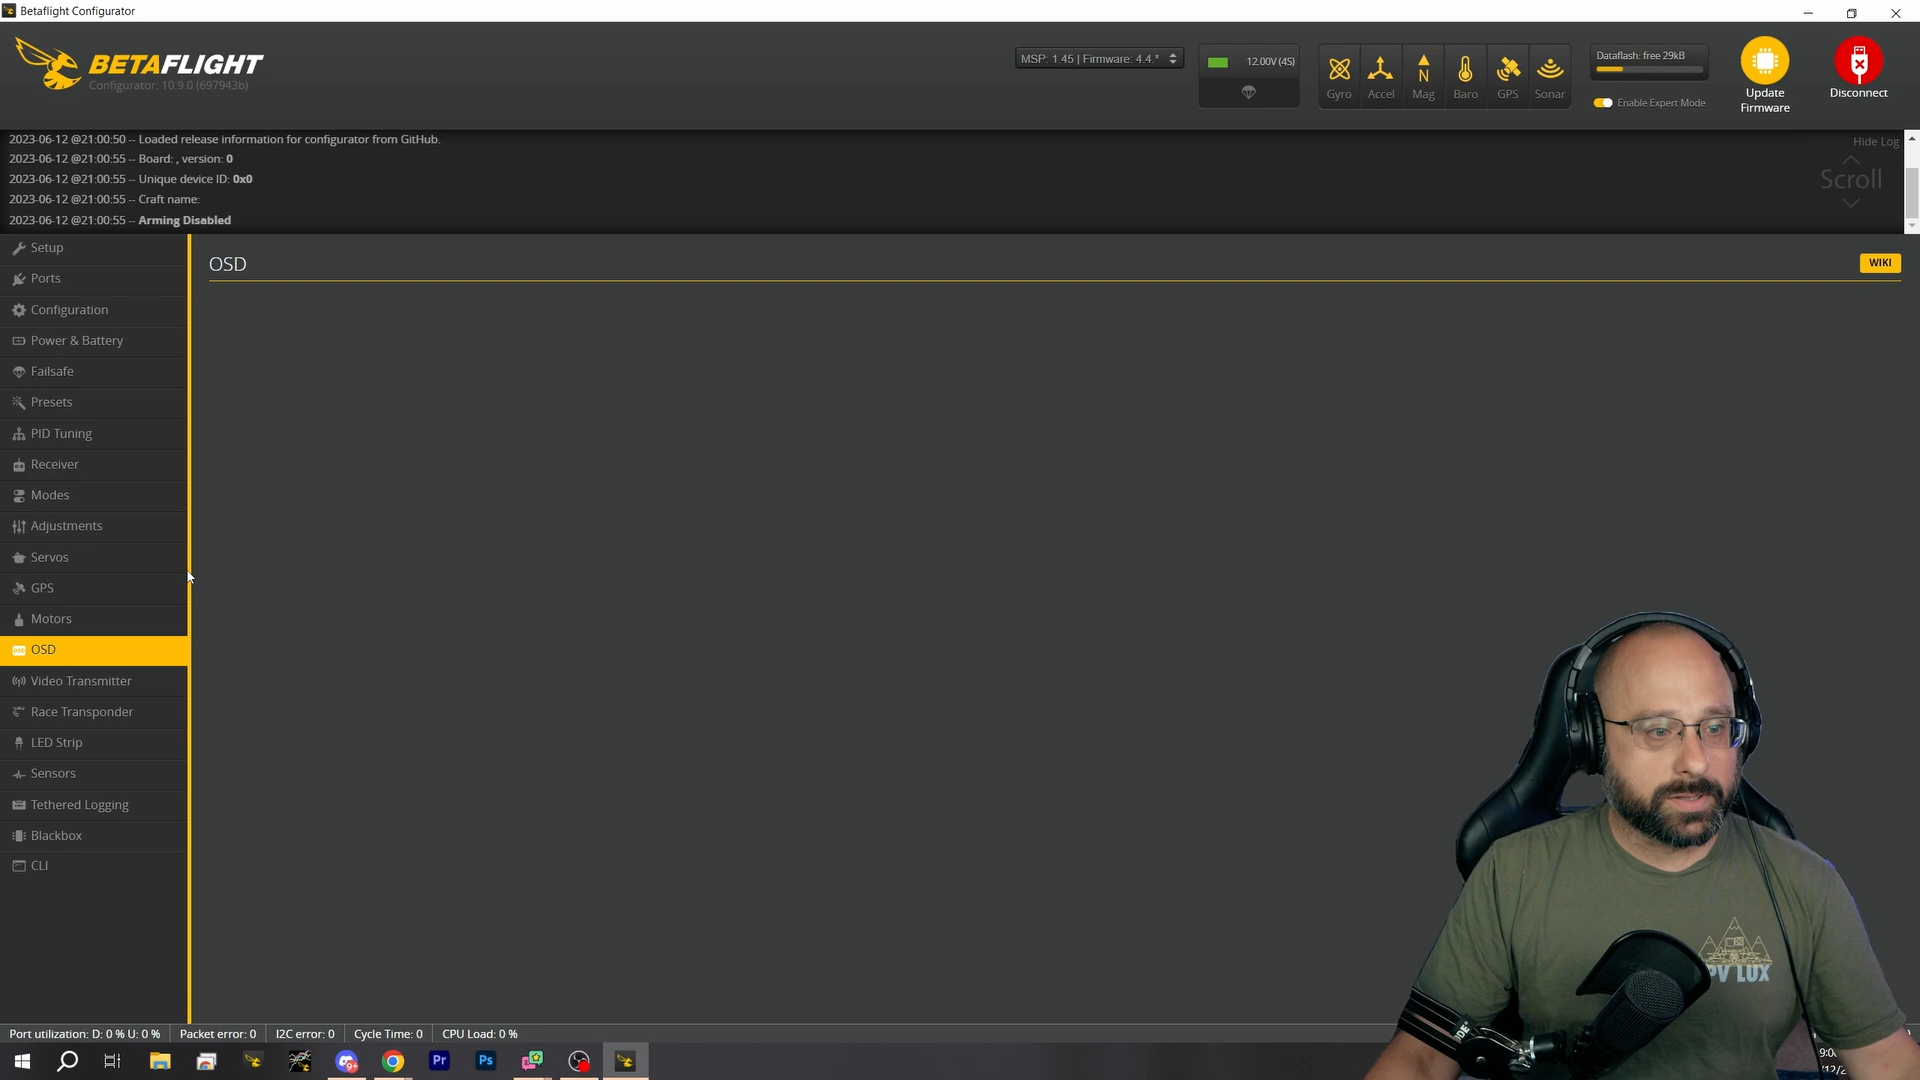 Betaflight Configurator
BETAFLIGHT
Configurator: 10.9.0 (697943b)
MSP: 1.45 | Firmware: 4.4.*
12.00V (4S)
Gyro
Accel
N
Mag
Baro
GPS
Sonar
Dataflash: free 29kB
Enable Expert Mode
Update
Firmware
Disconnect
2023-06-12 @21:00:50 -- Loaded release information for configurator from GitHub.
2023-06-12 @21:00:55 -- Board: , version: 0
2023-06-12 @21:00:55 -- Unique device ID: 0x0
2023-06-12 @21:00:55 -- Craft name:
2023-06-12 @21:00:55 -- Arming Disabled
Hide Log
Scroll
Setup
Ports
Configuration
Power & Battery
Failsafe
Presets
PID Tuning
Receiver
Modes
Adjustments
Servos
GPS
Motors
OSD
Video Transmitter
Race Transponder
LED Strip
Sensors
Tethered Logging
Blackbox
CLI
OSD
WIKI
PV LUX
Port utilization: D: 0 % U: 0 %
Packet error: 0
I2C error: 0
Cycle Time: 0
CPU Load: 0 %
9+
Pr
Ps